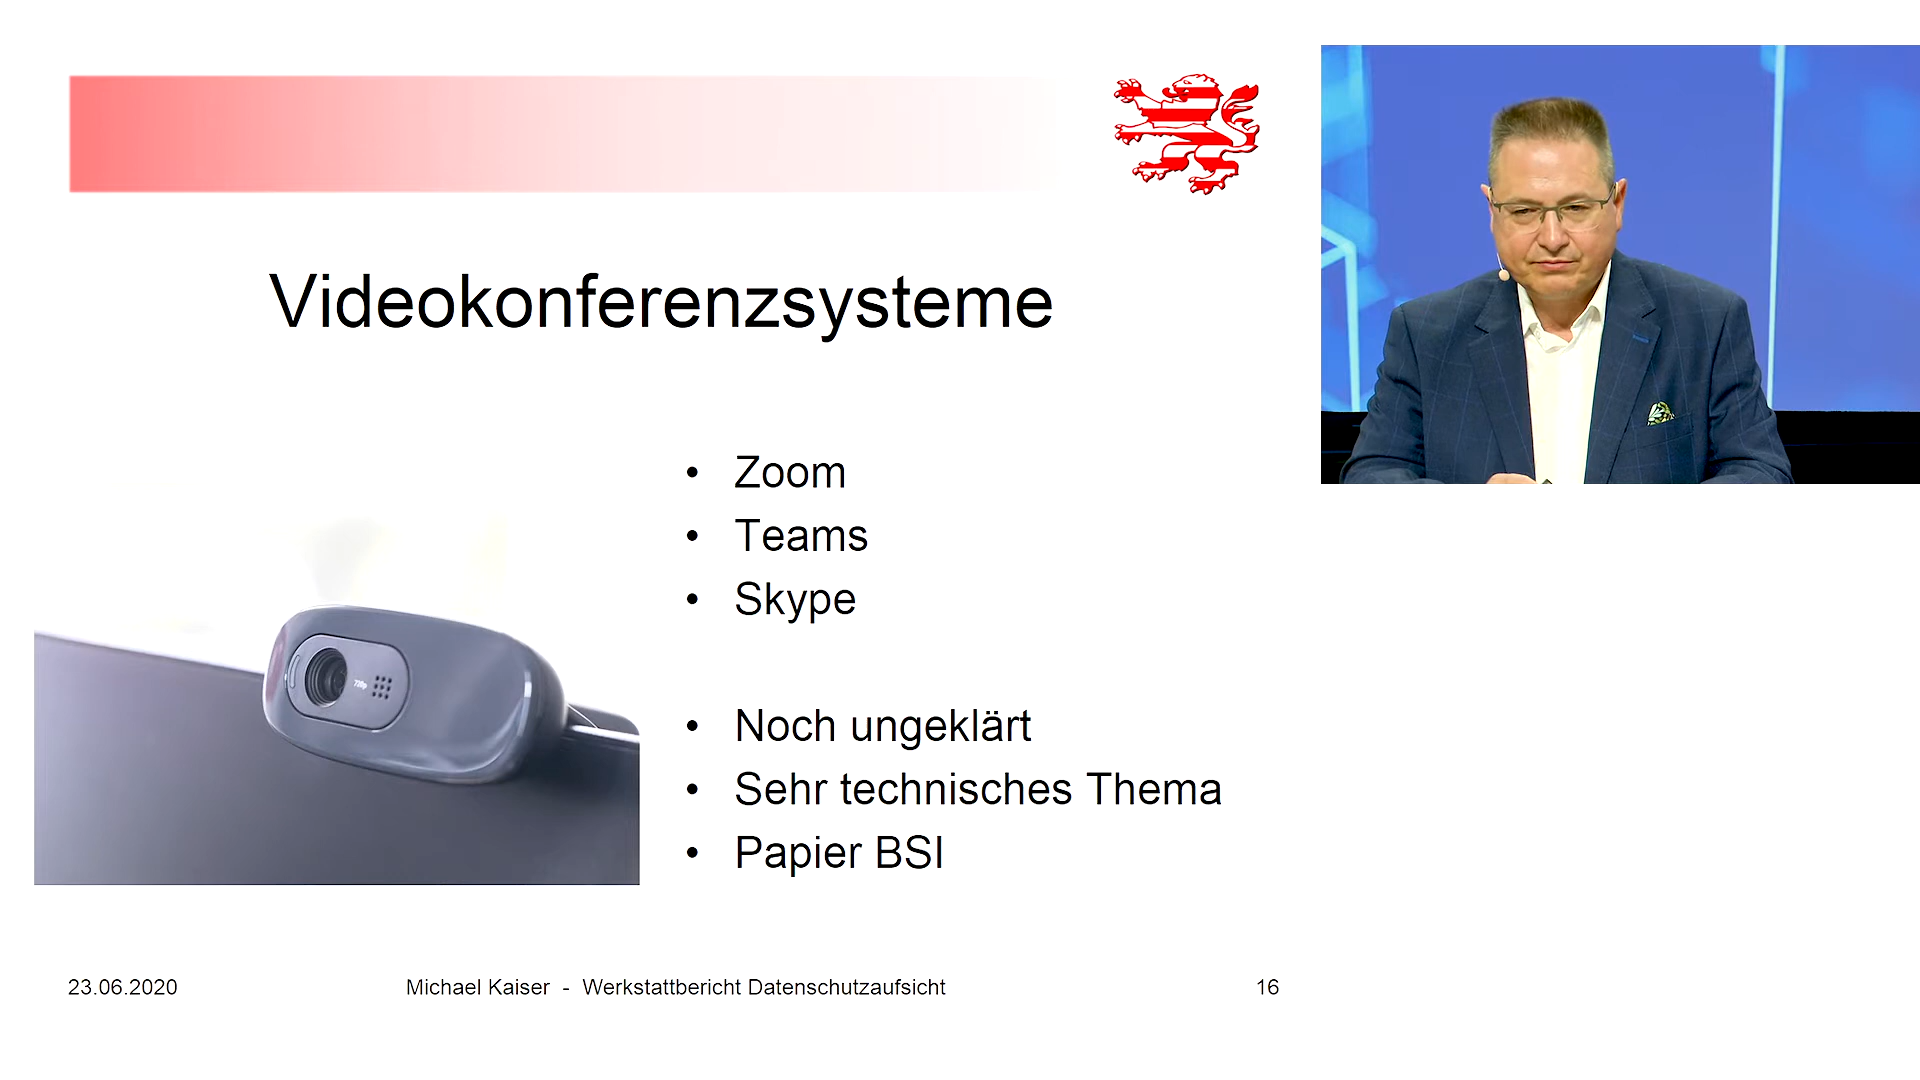 Videokonferenzsysteme
• Zoom
• Teams
• Skype
• Noch ungeklärt
• Sehr technisches Thema
• Papier BSI
720p
23.06.2020
Michael Kaiser - Werkstattbericht Datenschutzaufsicht
16